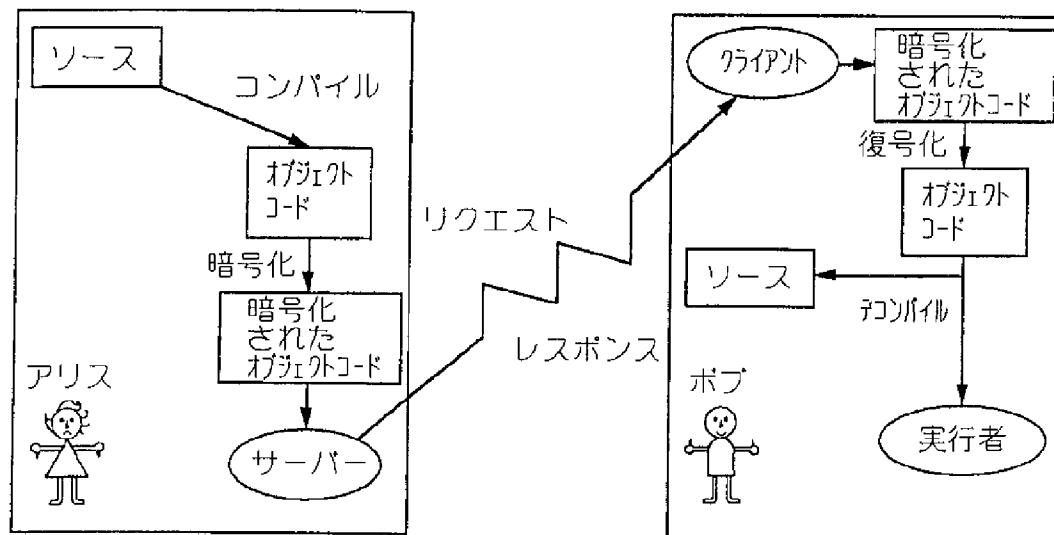 ソース
コンパイル
オブジェクト
コード
暗号化
暗号化
された
オブジェクトコード
アリス
サーバー
リクエスト
レスポンス
クライアント
暗号化
された
オブジェクトコード
復号化
オブジェクト
コード
ソース
デコンパイル
ボブ
実行者